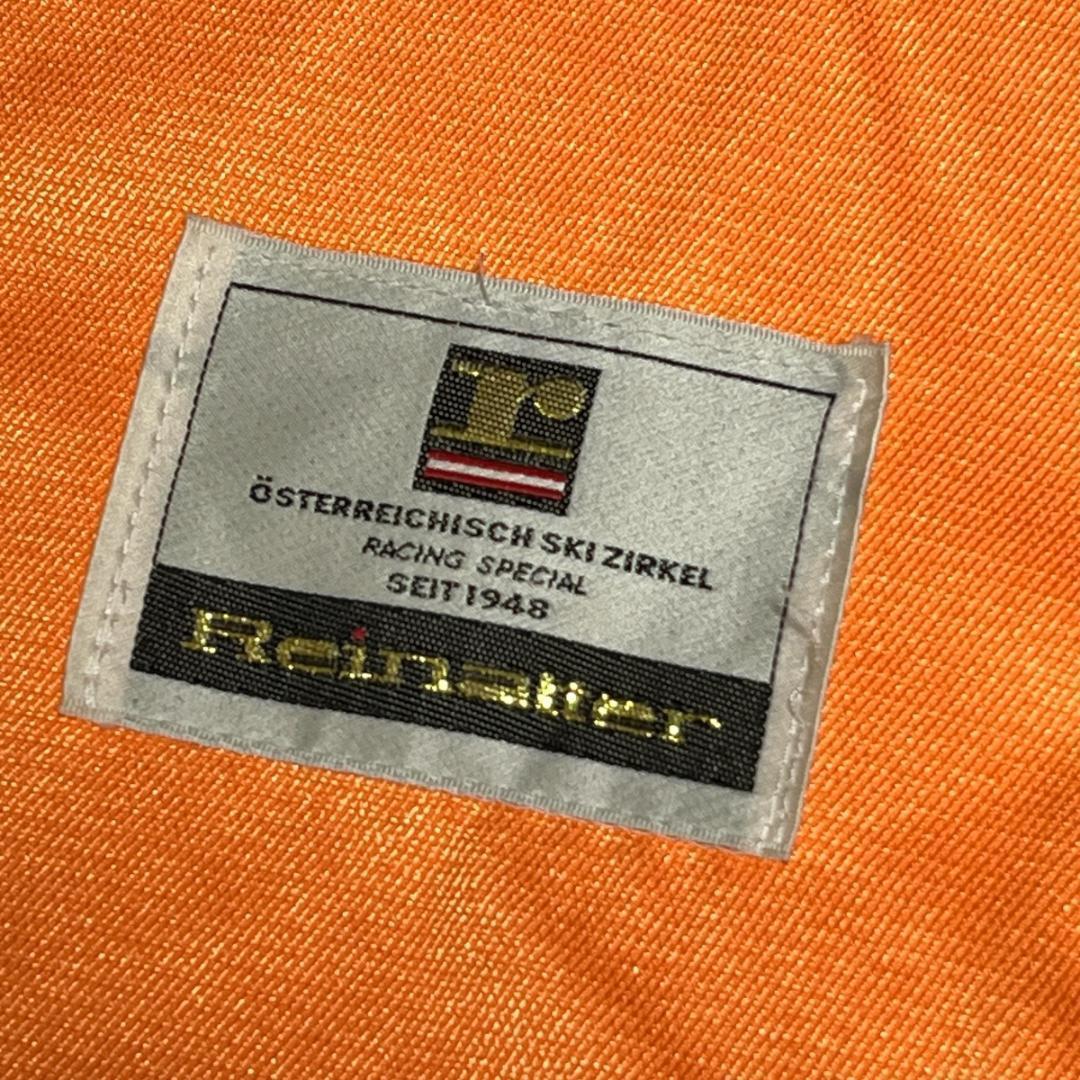 r
ÖSTERREICHISCH SKI ZIRKEL
RACING SPECIAL
SEIT 1948
Reinalter